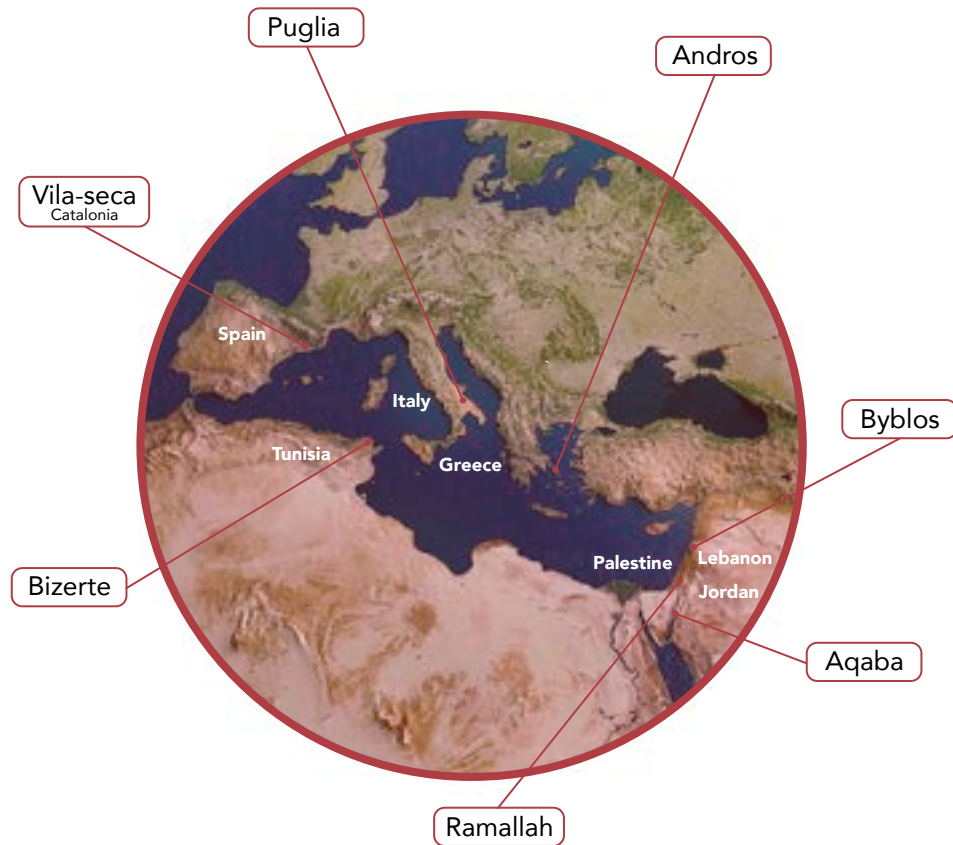 Puglia
Andros
Vila-seca
Catalonia
Spain
Italy
Byblos
Tunisia
Greece
Palestine
Lebanon
Bizerte
Jordan
Aqaba
Ramallah